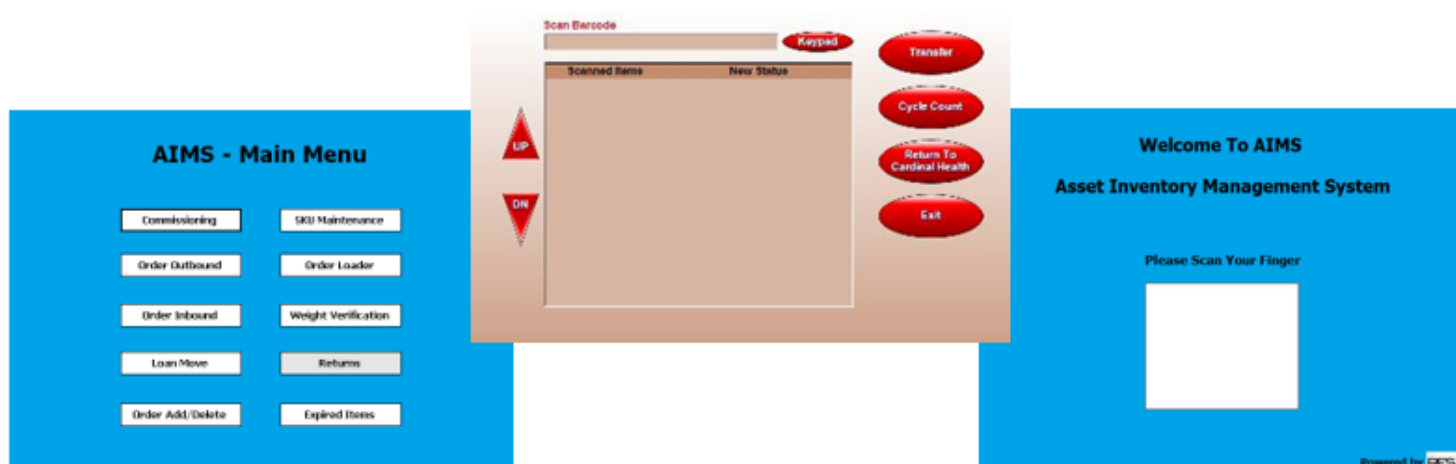 AIMS - Main Menu
Commissioning
SKU Maintenance
Order Outbound
Order Loader
Order Inbound
Weight Verification
Loan Move
Returns
Order Add/Delete
Expired Items
Scan Barcode
Keypad
Scanned Items
New Status
UP
DN
Transfer
Cycle Count
Return To
Cardinal Health
Exit
Welcome To AIMS
Asset Inventory Management System
Please Scan Your Finger
Powered by